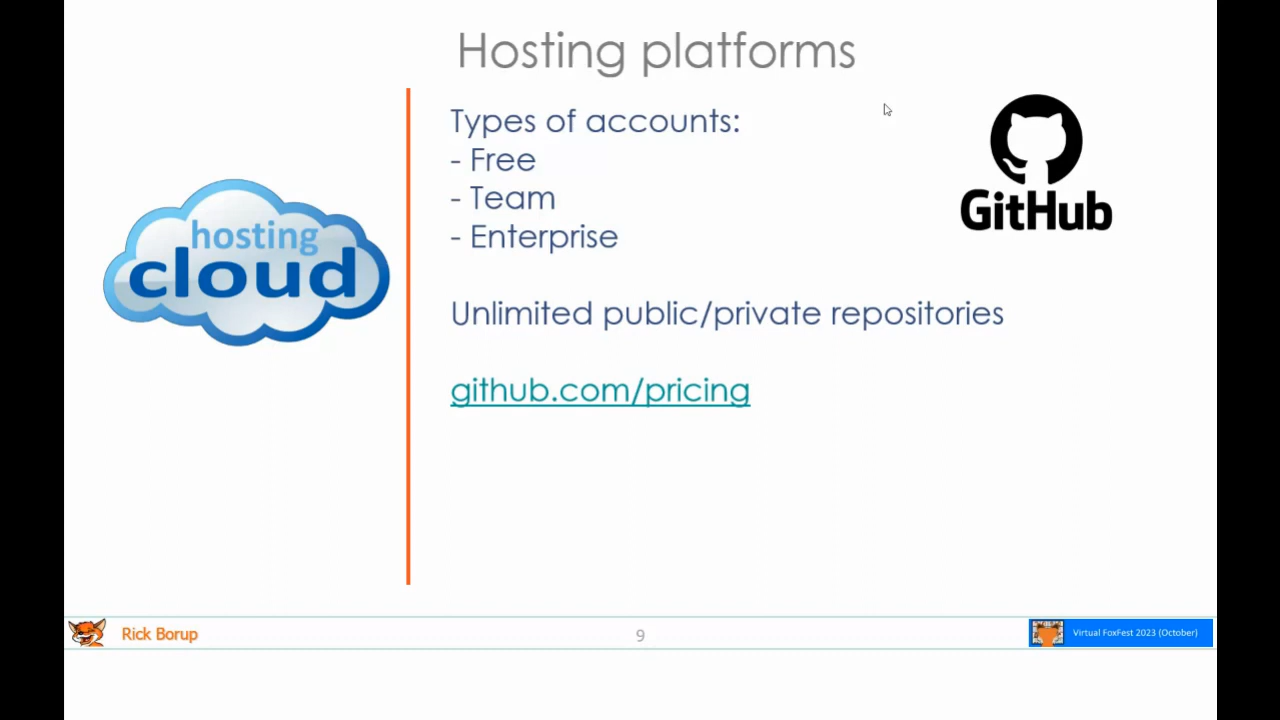 Hosting platforms
hosting
cloud
Types of accounts:
- Free
- Team
- Enterprise
Unlimited public/private repositories
github.com/pricing
GitHub
Rick Borup
9
Virtual FoxFest 2023 (October)